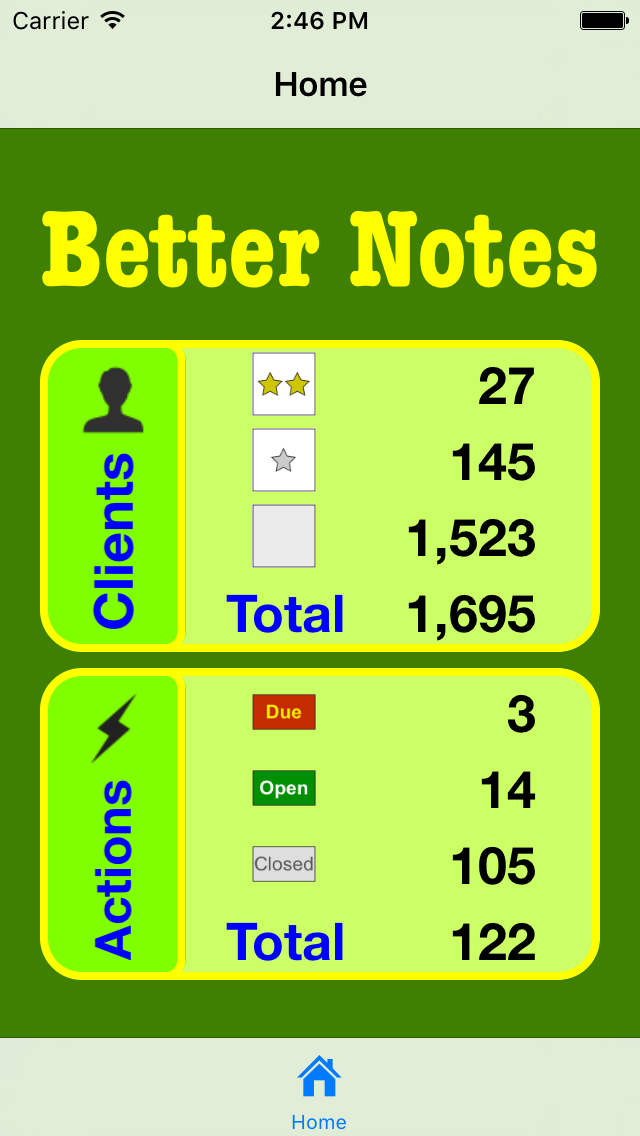 Carrier 2:46 PM
Home
Better Notes
Clients
27
145
1,523
Total 1,695
Actions
Due 3
Open 14
Closed 105
Total 122
Home